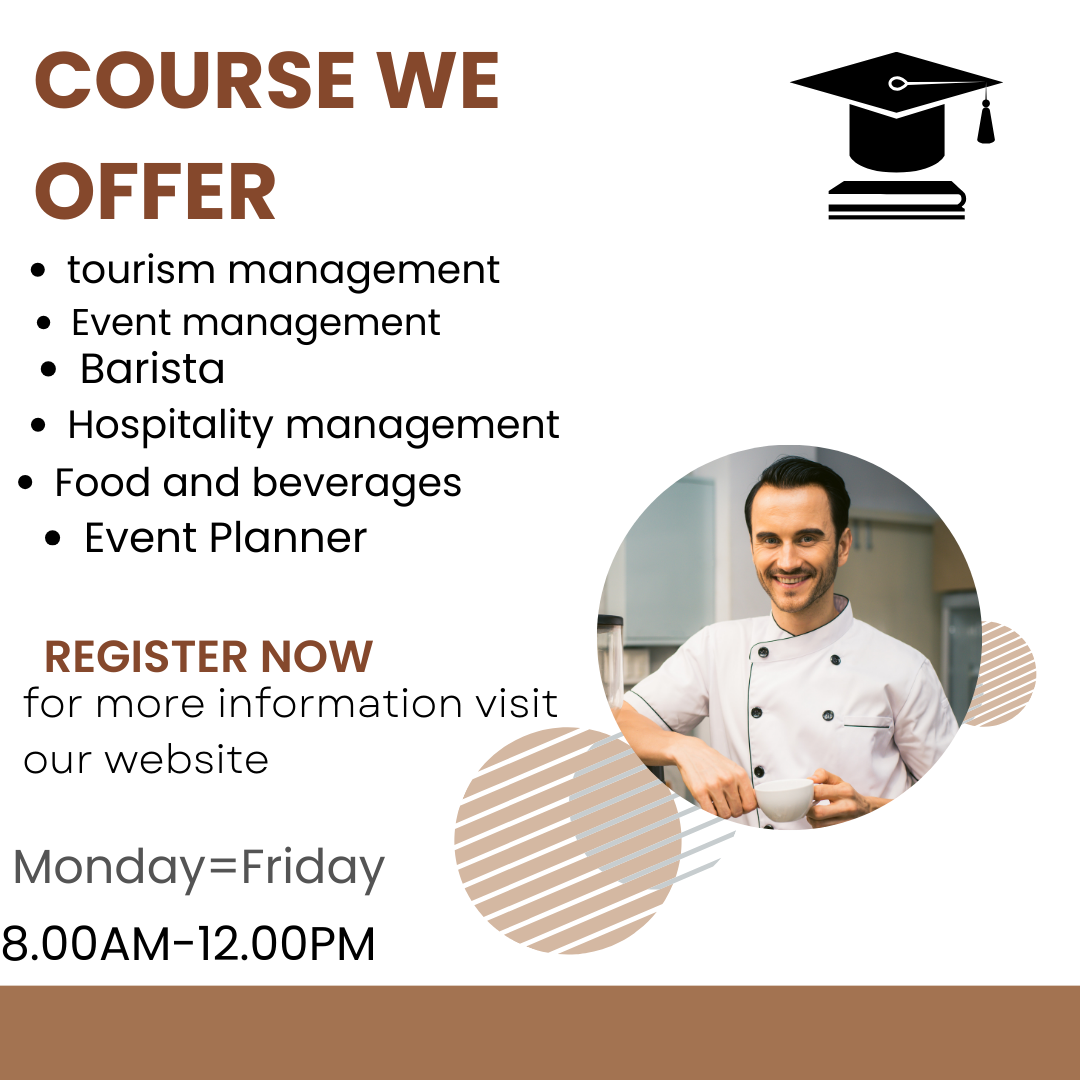 COURSE WE
OFFER
• tourism management
• Event management
• Barista
• Hospitality management
• Food and beverages
• Event Planner
REGISTER NOW
for more information visit
our website
Monday=Friday
8.00AM-12.00PM